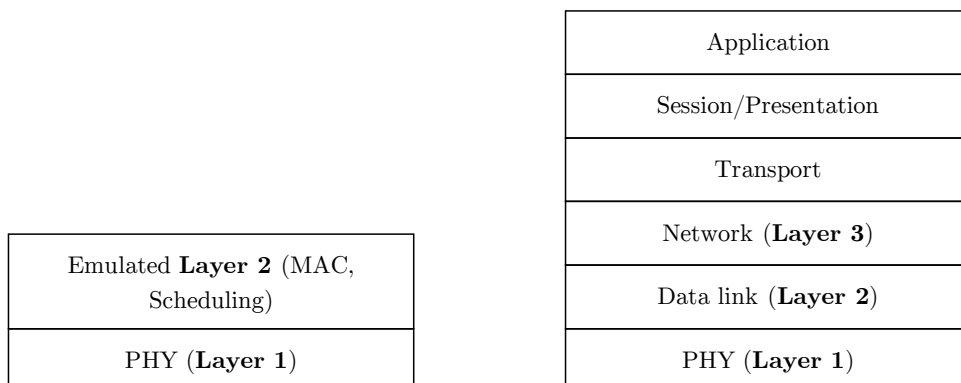 Emulated Layer 2 (MAC,
Scheduling)
PHY (Layer 1)
Application
Session/Presentation
Transport
Network (Layer 3)
Data link (Layer 2)
PHY (Layer 1)